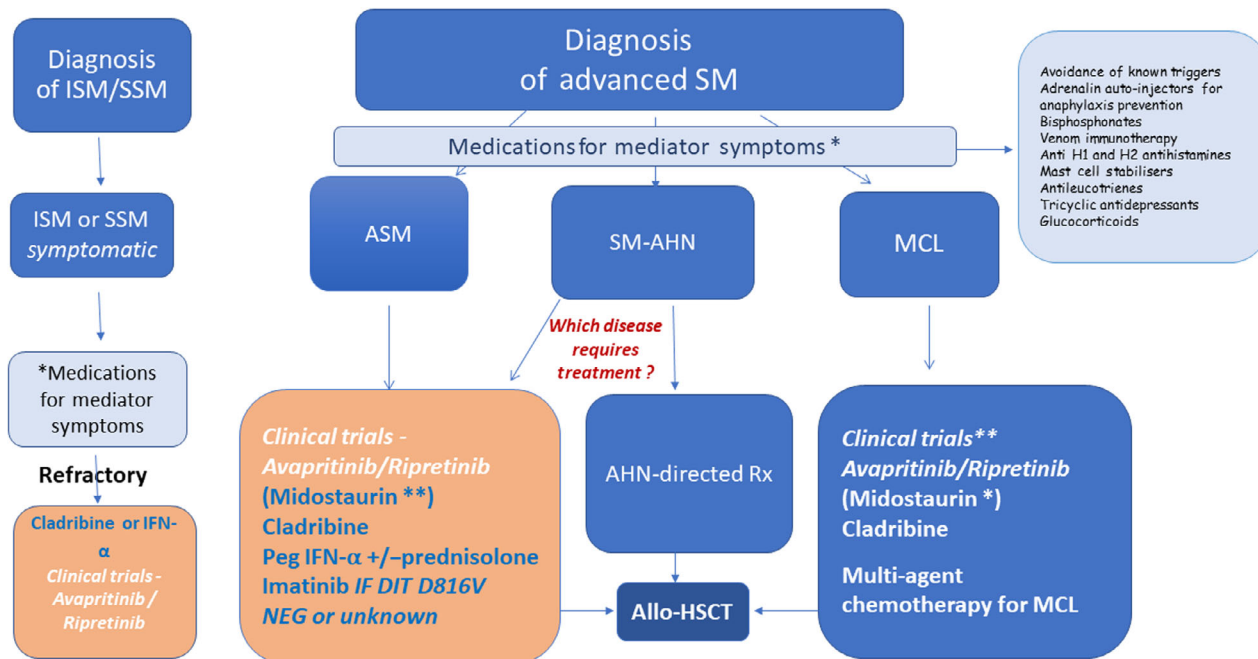 Diagnosis
of ISM/SSM
ISM or SSM
symptomatic
*Medications
for mediator
symptoms
Refractory
Cladribine or IFN-
α
Clinical trials -
Avapritinib /
Ripretinib
Diagnosis
of advanced SM
Medications for mediator symptoms *
Avoidance of known triggers
Adrenalin auto-injectors for
anaphylaxis prevention
Bisphosphonates
Venom immunotherapy
Anti H1 and H2 antihistamines
Mast cell stabilisers
Antileucotrienes
Tricyclic antidepressants
Glucocorticoids
ASM
SM-AHN
MCL
Which disease
requires
treatment ?
Clinical trials -
Avapritinib/Ripretinib
(Midostaurin **)
Cladribine
Peg IFN-α +/−prednisolone
Imatinib IF DIT D816V
NEG or unknown
AHN-directed Rx
Clinical trials**
Avapritinib/Ripretinib
(Midostaurin *)
Cladribine
Multi-agent
chemotherapy for MCL
Allo-HSCT